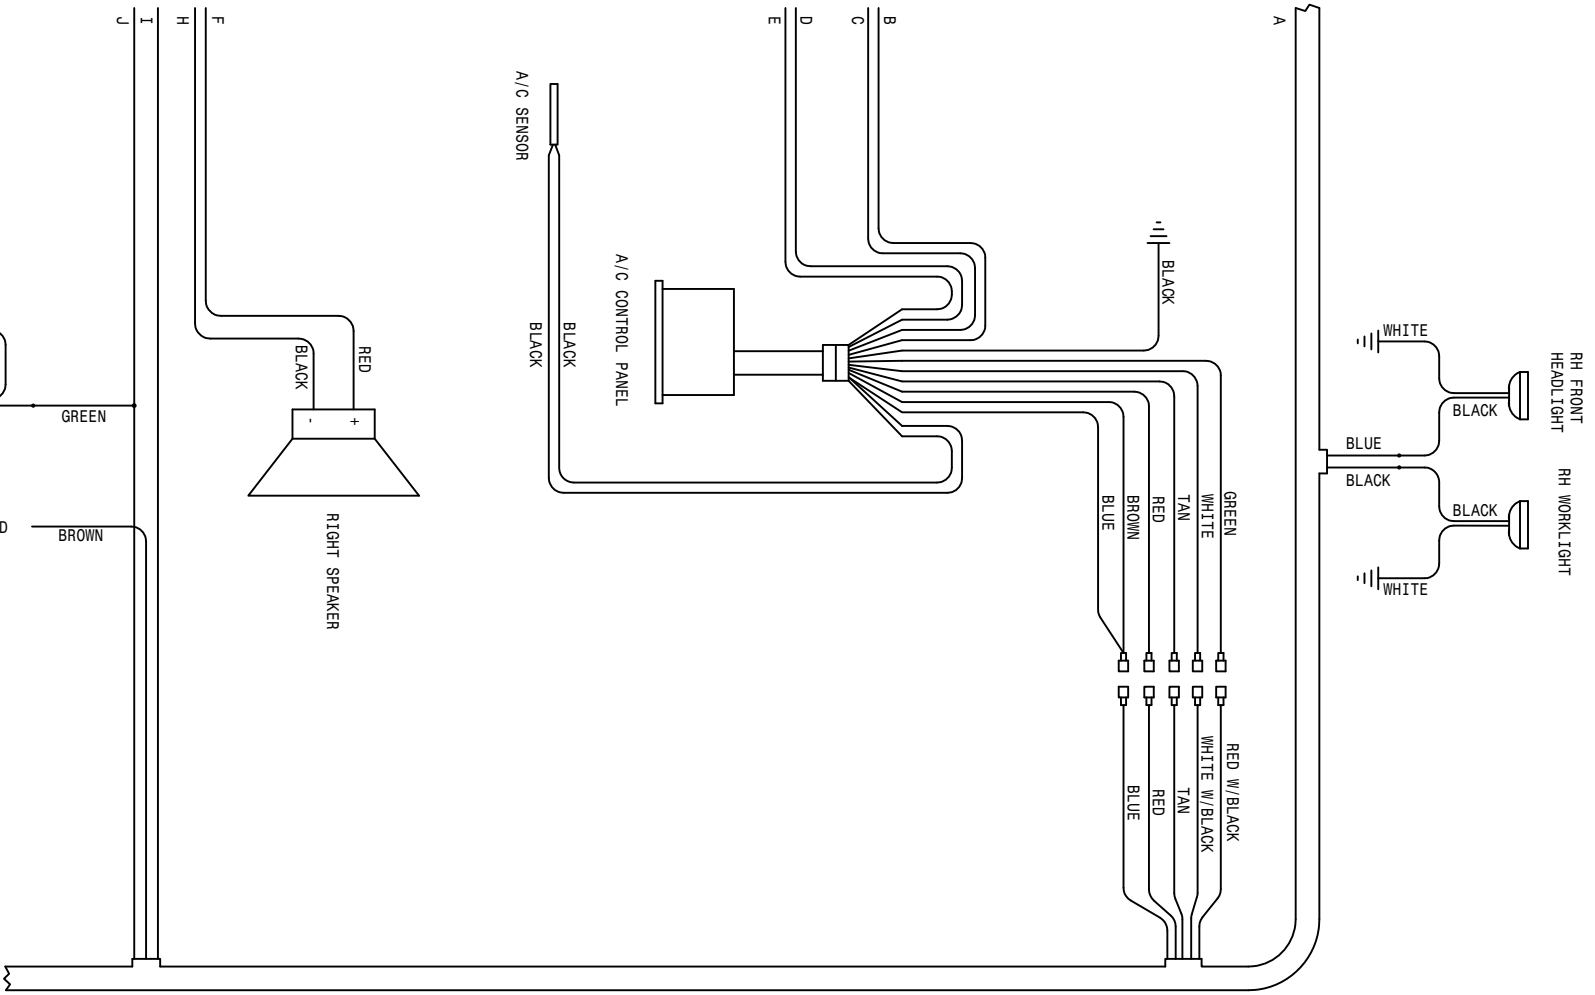 J
I
H
F
E
D
C
B
A
A/C SENSOR
BLACK
BLACK
A/C CONTROL PANEL
BLACK
WHITE
RH FRONT
HEADLIGHT
BLACK
BLUE
BLACK
RH WORKLIGHT
BLACK
WHITE
RED
BLACK
- +
RIGHT SPEAKER
GREEN
D
BROWN
BLUE
BROWN
RED
TAN
WHITE
GREEN
BLUE
RED
TAN
WHITE W/BLACK
RED W/BLACK